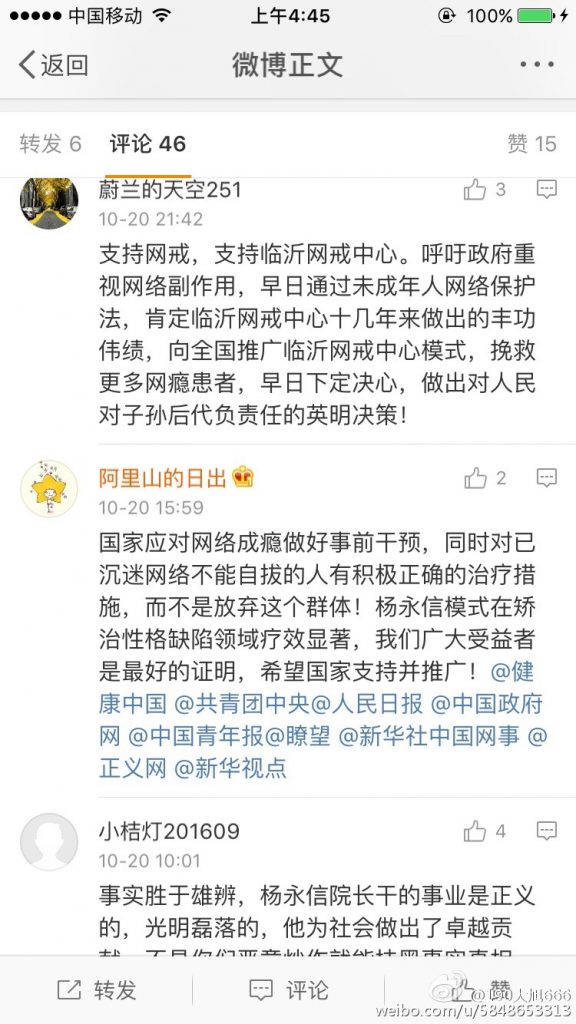 中国移动 上午4:45 100%
返回 微博正文
转发 6 评论 46 赞 15
蔚兰的天空251 3
10-20 21:42
支持网戒，支持临沂网戒中心。呼吁政府重
视网络副作用，早日通过未成年人网络保护
法，肯定临沂网戒中心十几年来做出的丰功
伟绩，向全国推广临沂网戒中心模式，挽救
更多网瘾患者，早日下定决心，做出对人民
对子孙后代负责任的英明决策！
阿里山的日出 2
10-20 15:59
国家应对网络成瘾做好事前干预，同时对已
沉迷网络不能自拔的人有积极正确的治疗措
施，而不是放弃这个群体！杨永信模式在矫
治性格缺陷领域疗效显著，我们广大受益者
是最好的证明，希望国家支持并推广！@健
康中国 @共青团中央@人民日报 @中国政府
网 @中国青年报@瞭望 @新华社中国网事 @
正义网 @新华视点
小桔灯201609 4
10-20 10:01
事实胜于雄辨，杨永信院长干的事业是正义
的，光明磊落的，他为社会做出了卓越贡
献，不是你们恶意炒作就能抹黑事实真相
转发 评论 赞
weibo.com/u/5848653313